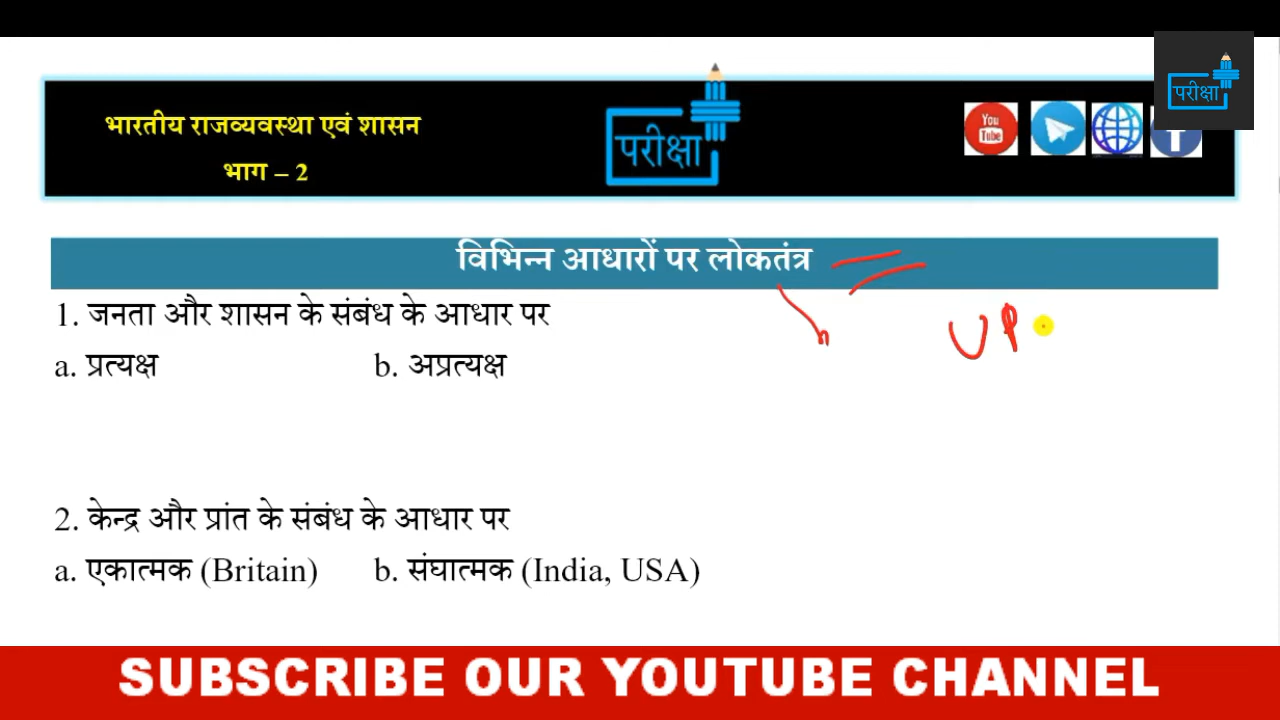 परीक्षा
भारतीय राजव्यवस्था एवं शासन
भाग – 2
परीक्षा
You
Tube
f
विभिन्न आधारों पर लोकतंत्र
1. जनता और शासन के संबंध के आधार पर
UP
a. प्रत्यक्ष b. अप्रत्यक्ष
2. केन्द्र और प्रांत के संबंध के आधार पर
a. एकात्मक (Britain) b. संघात्मक (India, USA)
SUBSCRIBE OUR YOUTUBE CHANNEL